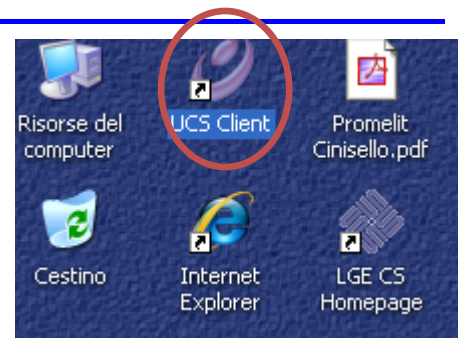 Risorse del
computer
UCS Client
Promelit
Cinisello.pdf
Cestino
Internet
Explorer
LGE CS
Homepage